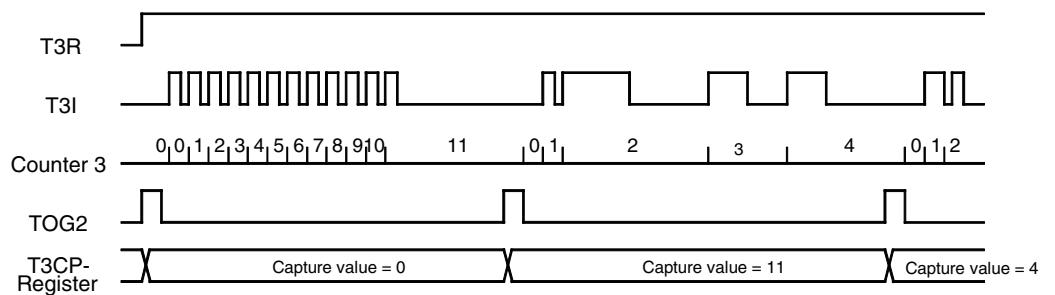 T3R
T3I
Counter 3
0 0 1 2 3 4 5 6 7 8 9 10 11 0 1 2 3 4 0 1 2
TOG2
T3CP-
Register
Capture value = 0
Capture value = 11
Capture value = 4